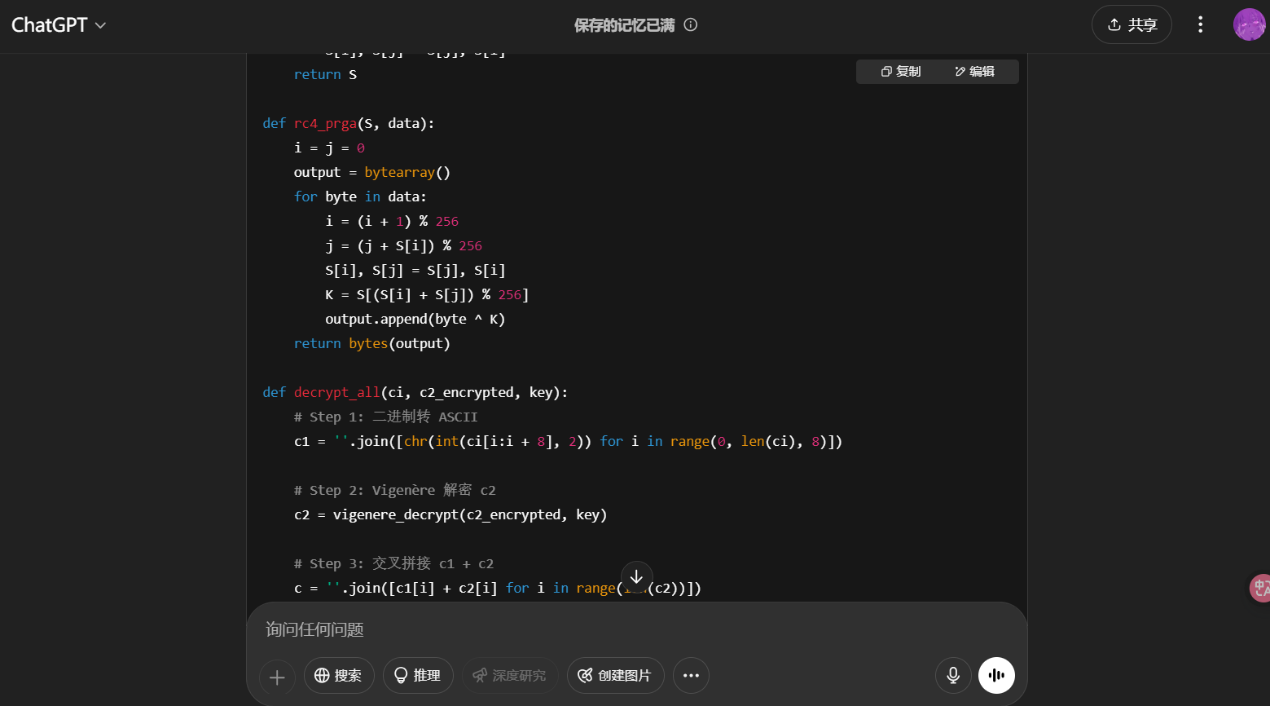 ChatGPT
保存的记忆已满
共享
return S
复制
编辑
def rc4_prga(S, data):
i = j = 0
output = bytearray()
for byte in data:
i = (i + 1) % 256
j = (j + S[i]) % 256
S[i], S[j] = S[j], S[i]
K = S[(S[i] + S[j]) % 256]
output.append(byte ^ K)
return bytes(output)
def decrypt_all(ci, c2_encrypted, key):
# Step 1: 二进制转 ASCII
c1 = ''.join([chr(int(ci[i:i + 8], 2)) for i in range(0, len(ci), 8)])
# Step 2: Vigenère 解密 c2
c2 = vigenere_decrypt(c2_encrypted, key)
# Step 3: 交叉拼接 c1 + c2
c = ''.join([c1[i] + c2[i] for i in range((c2))])
询问任何问题
搜索
推理
深度研究
创建图片